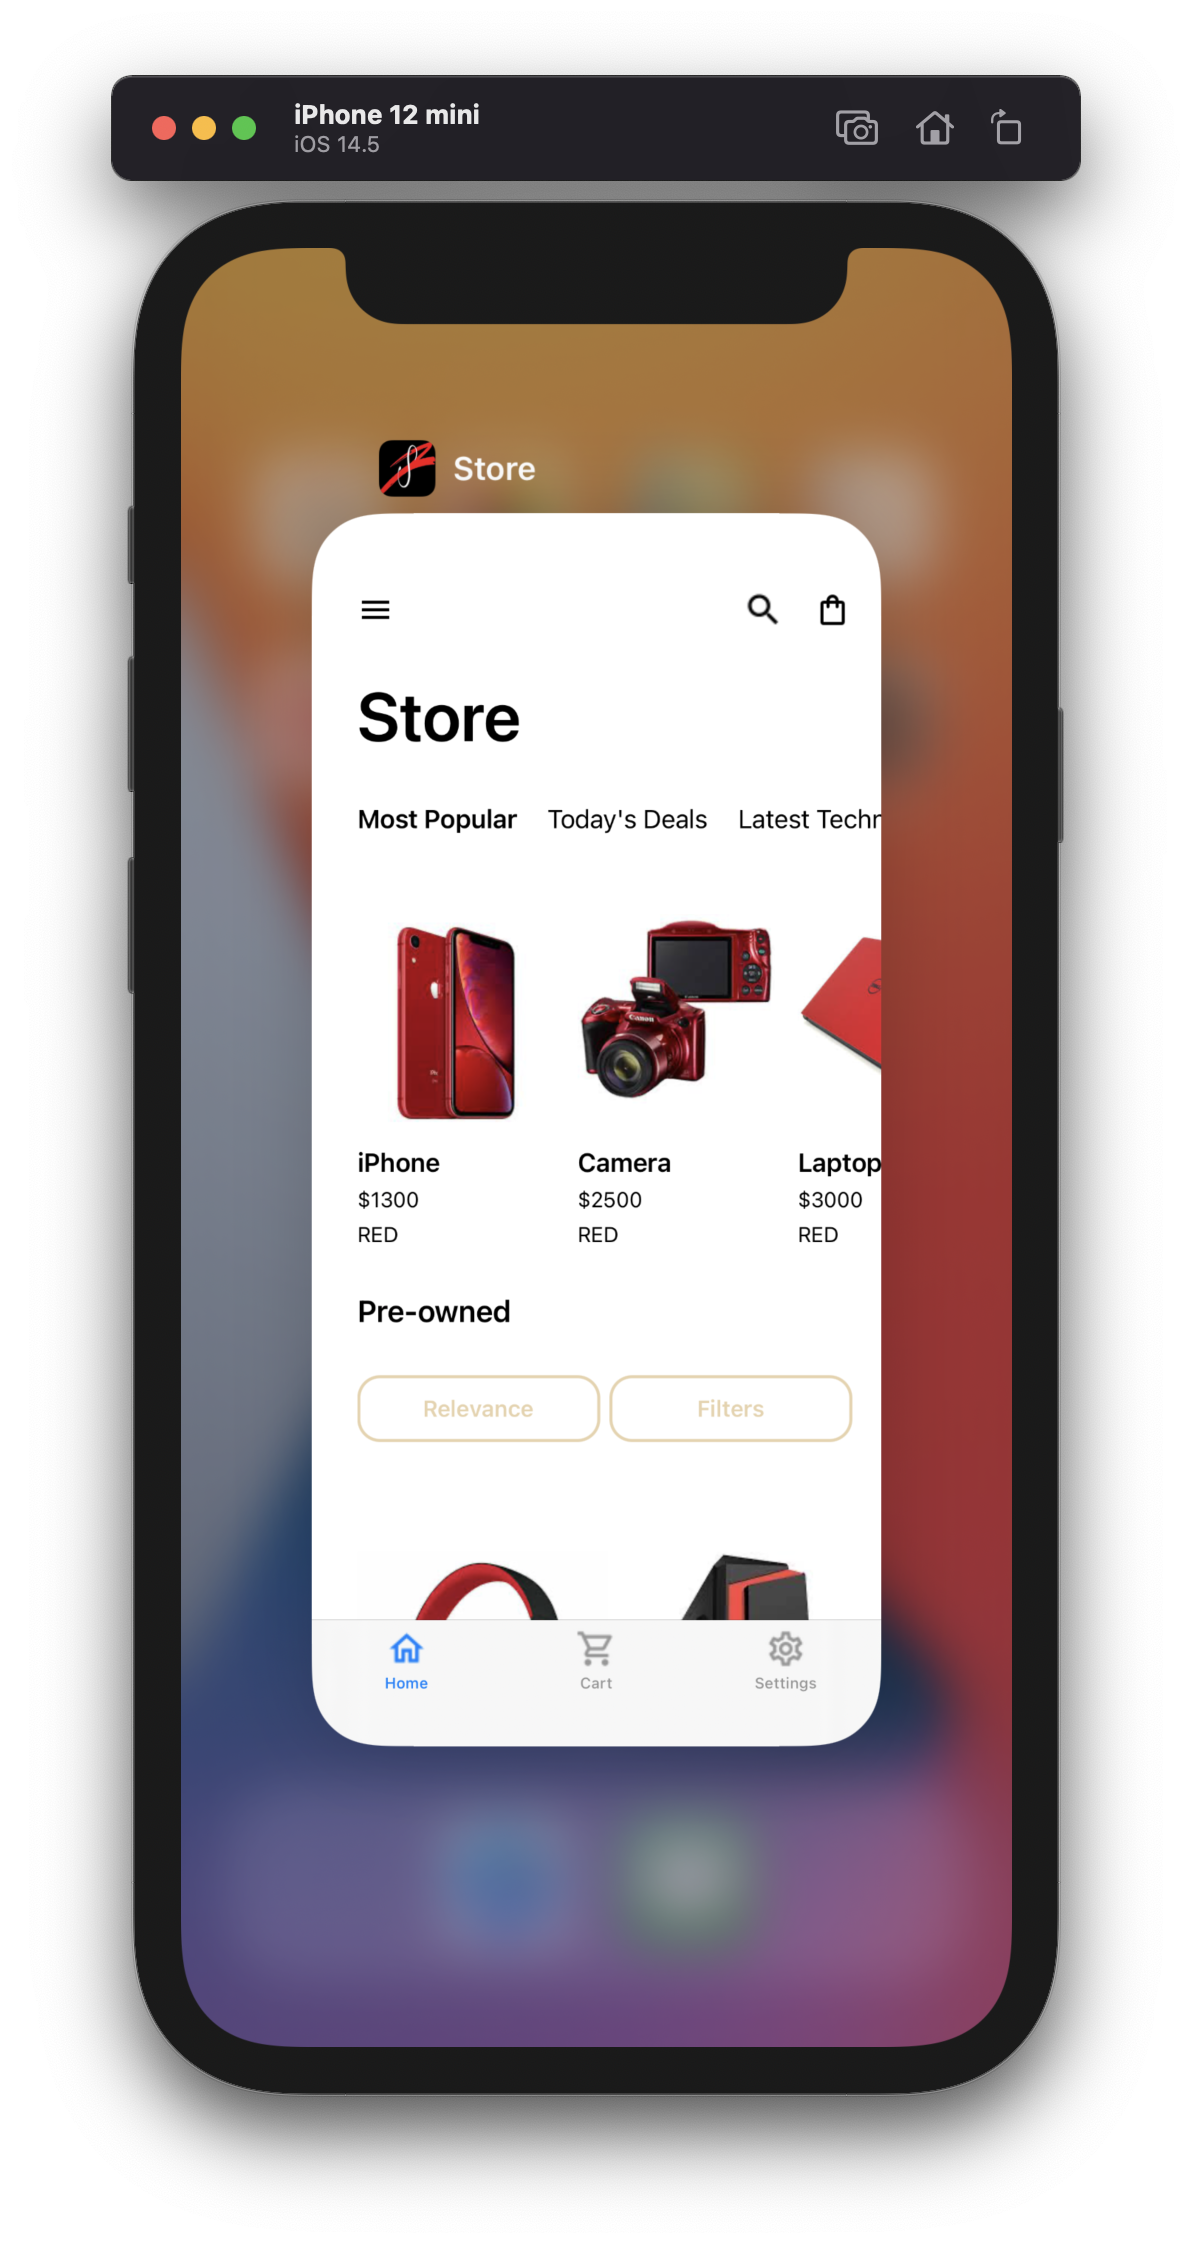 iPhone 12 mini
iOS 14.5
Store
Store
Most Popular Today's Deals Latest Techn
Canon
iPhone Camera Laptop
$1300 $2500 $3000
RED RED RED
Pre-owned
Relevance Filters
Home Cart Settings